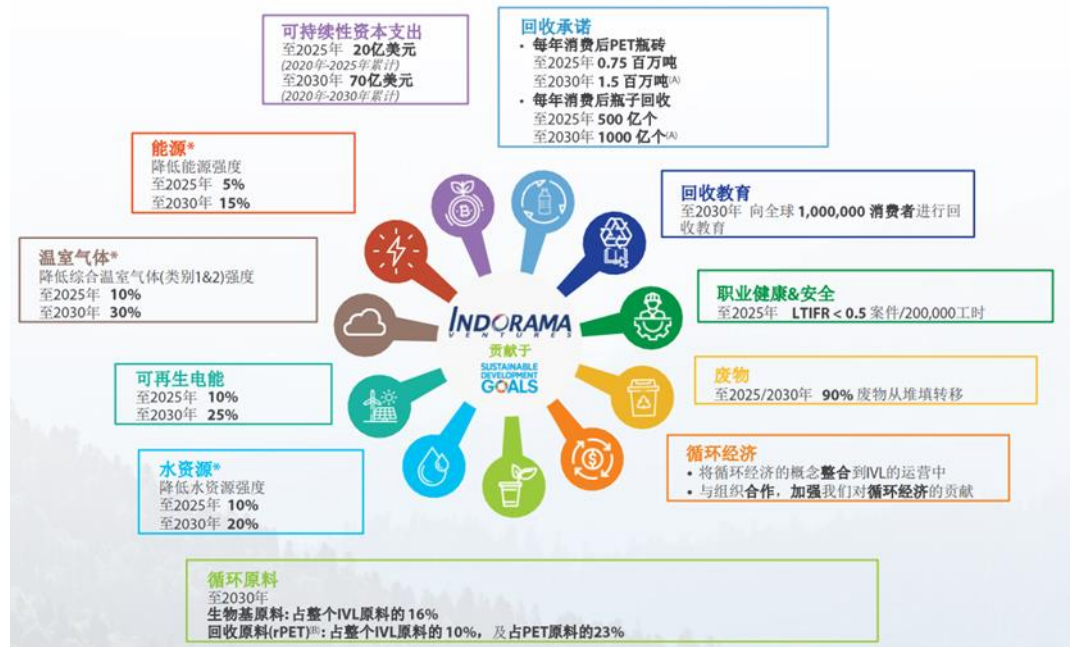 可持续性资本支出
至2025年 20亿美元
(2020年-2025年累计)
至2030年 70亿美元
(2020年-2030年累计)
回收承诺
• 每年消费后PET瓶砖
至2025年 0.75 百万吨
至2030年 1.5 百万吨(A)
• 每年消费后瓶子回收
至2025年 500 亿个
至2030年 1000 亿个(A)
能源*
降低能源强度
至2025年 5%
至2030年 15%
回收教育
至2030年 向全球 1,000,000 消费者进行回
收教育
温室气体*
降低综合温室气体(类别1&2)强度
至2025年 10%
至2030年 30%
职业健康&安全
至2025年 LTIFR < 0.5 案件/200,000工时
INDORAMA
VENTURES
贡献于
SUSTAINABLE
DEVELOPMENT
GOALS
可再生电能
至2025年 10%
至2030年 25%
废物
至2025/2030年 90% 废物从堆填转移
水资源*
降低水资源强度
至2025年 10%
至2030年 20%
循环经济
• 将循环经济的概念整合到IVL的运营中
• 与组织合作，加强我们对循环经济的贡献
循环原料
至2030年
生物基原料: 占整个IVL原料的 16%
回收原料(rPET)(B): 占整个IVL原料的 10%，及占PET原料的23%